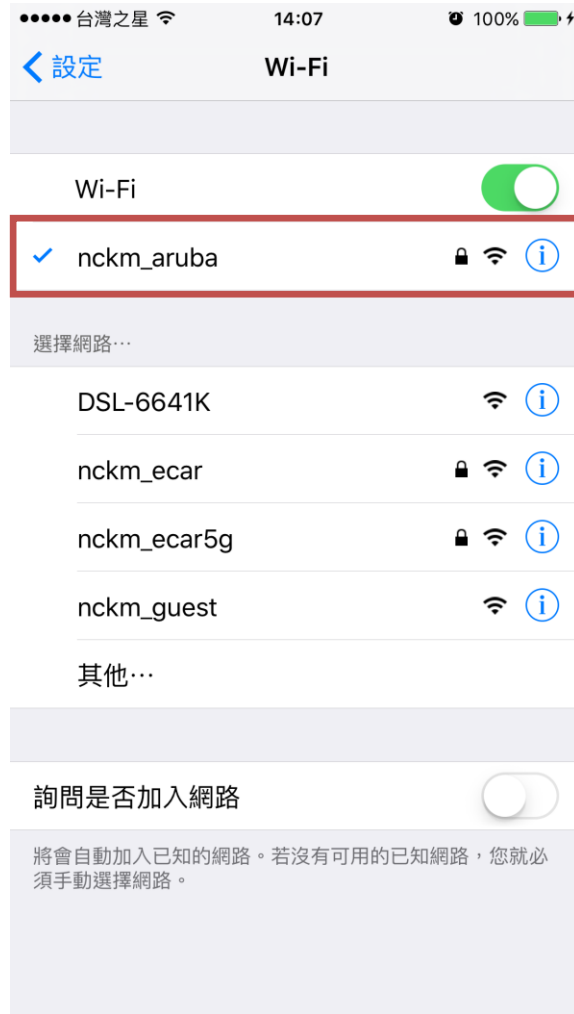 台灣之星 14:07 100%
設定 Wi-Fi
Wi-Fi
nckm_aruba
選擇網路⋯
DSL-6641K
nckm_ecar
nckm_ecar5g
nckm_guest
其他⋯
詢問是否加入網路
將會自動加入已知的網路。若沒有可用的已知網路，您就必
須手動選擇網路。